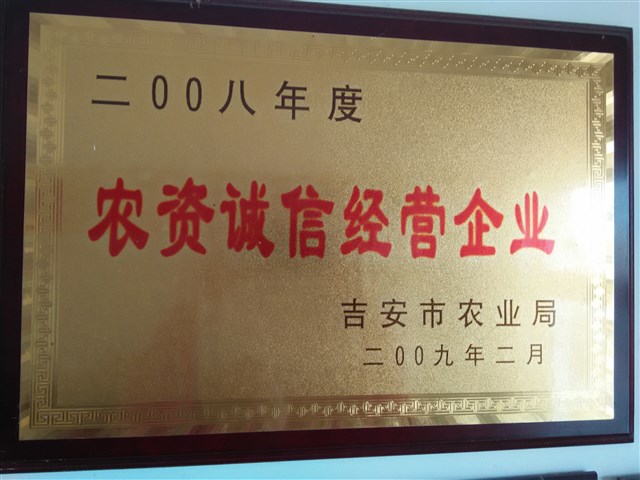 二00八年度
农资诚信经营企业
吉安市农业局
二00九年二月